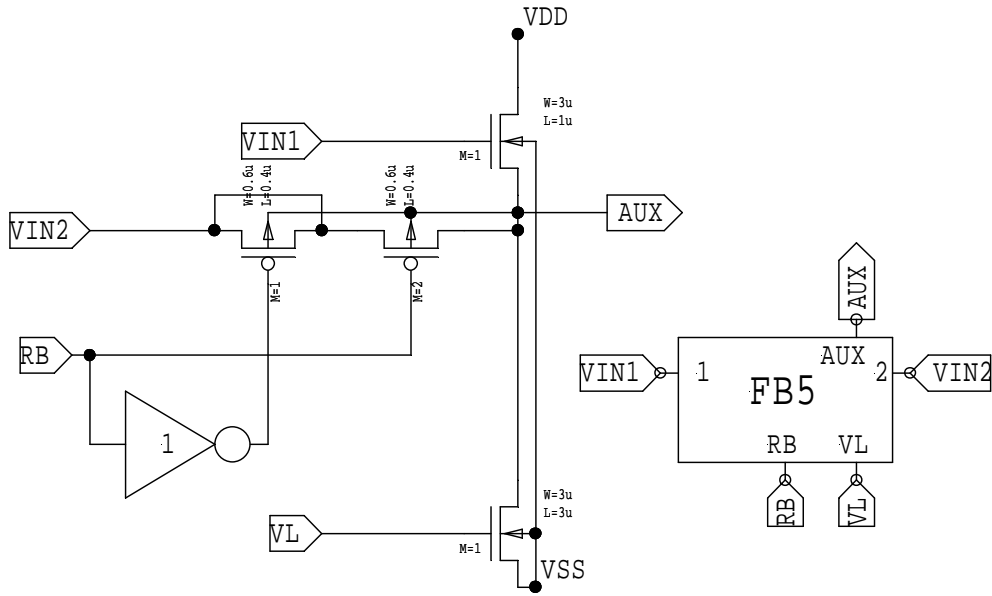 VDD
W=3u
L=1u
VIN1
M=1
W=0.6u
L=0.4u
W=0.6u
L=0.4u
VIN2
AUX
M=1
M=2
RB
1
W=3u
L=3u
VL
M=1
VSS
AUX
VIN1
1
AUX
2
VIN2
FB5
RB
VL
RB
VL